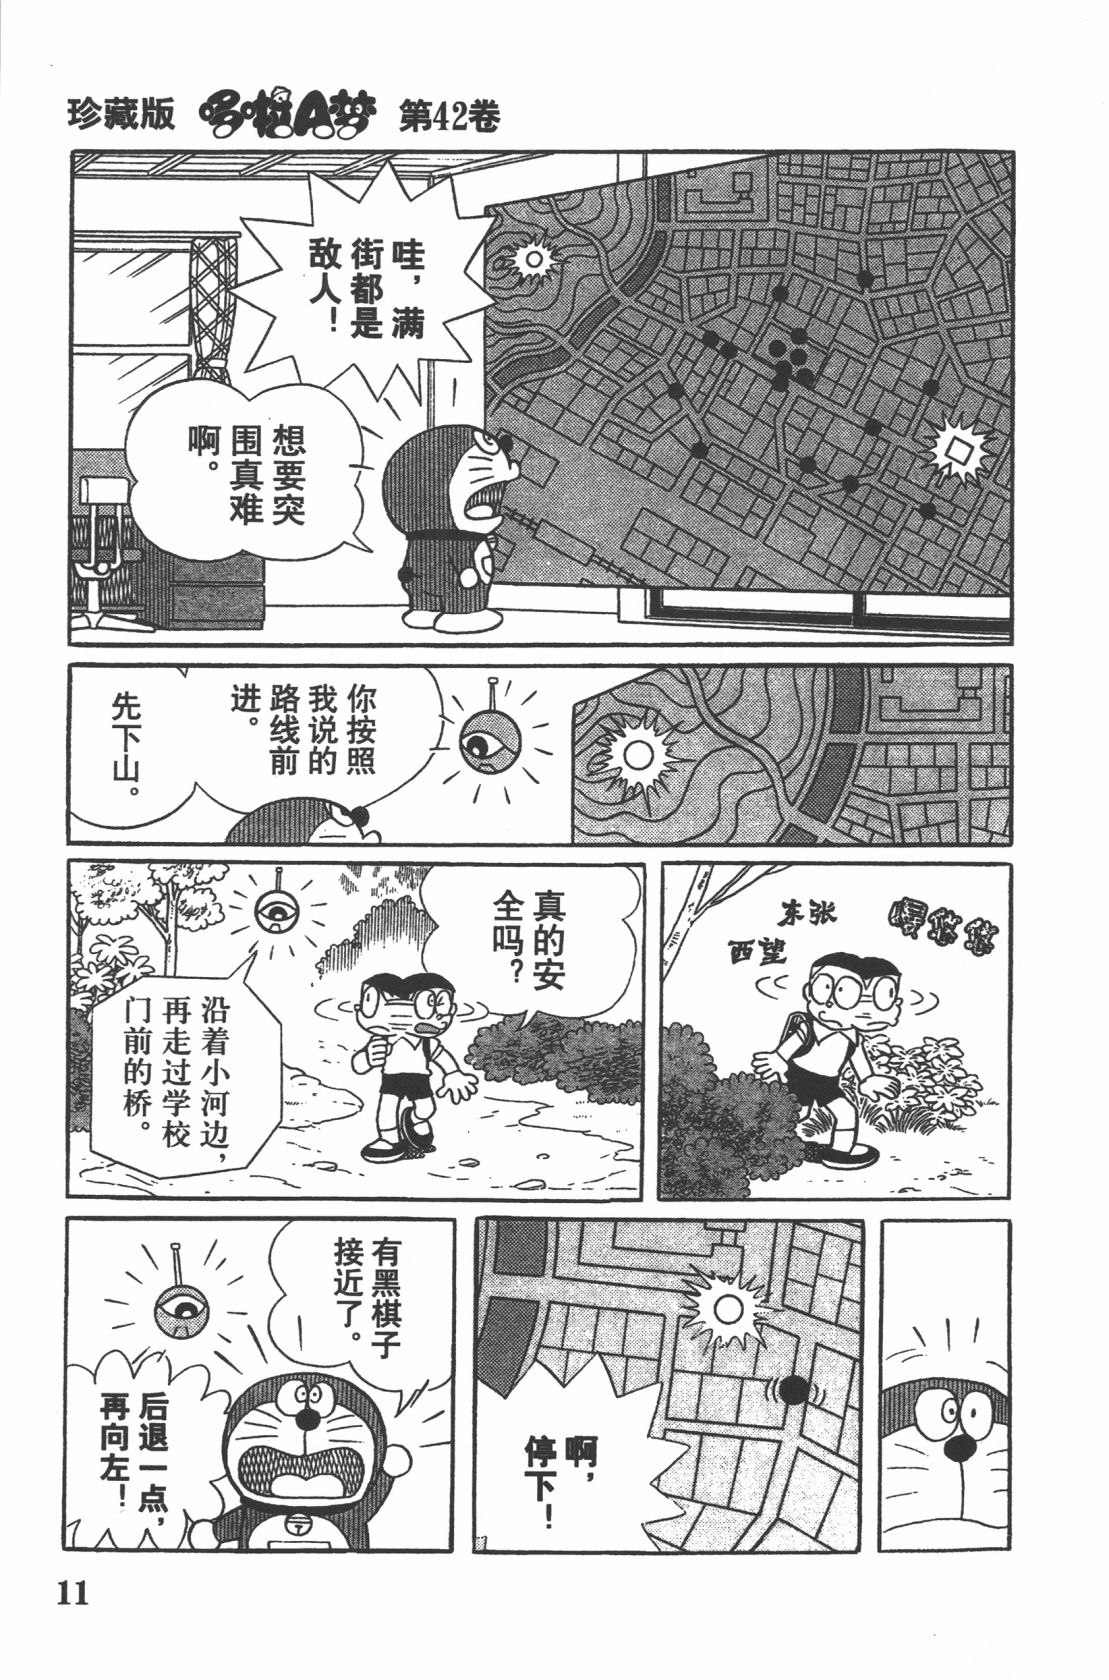 珍藏版 哆啦A梦 第42卷
哇，满
街都是
敌人！
想要突
围真难
啊。
你按照
我说的
路线前
进。
先下山。
慢悠悠
东张
西望
真的安
全吗？
沿着小河边，
再走过学校
门前的桥。
啊，
停下！
有黑棋子
接近了。
后退一点，
再向左！
11